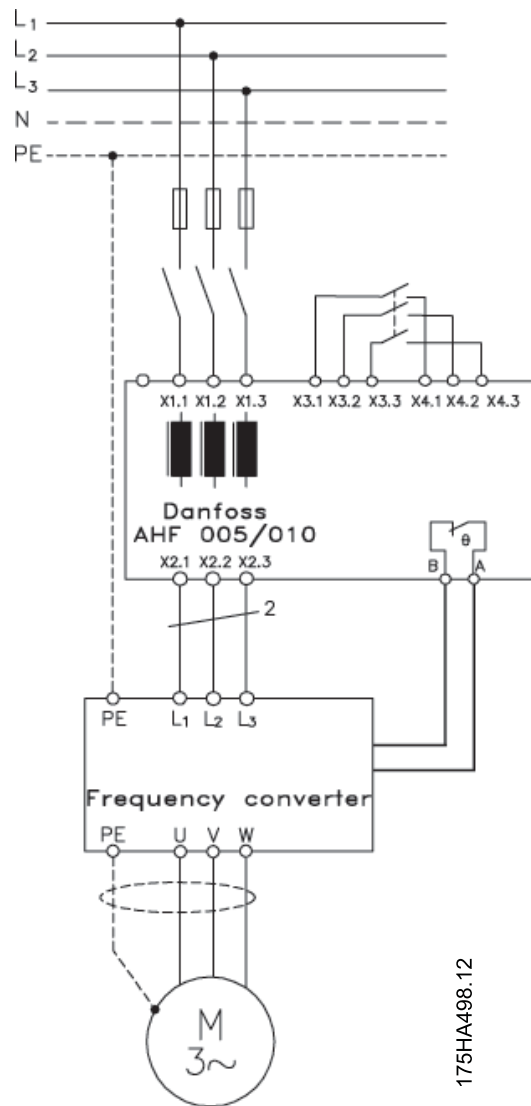 L1
L2
L3
N
PE
X1.1 X1.2 X1.3 X3.1 X3.2 X3.3 X4.1 X4.2 X4.3
Danfoss
AHF 005/010
θ
X2.1 X2.2 X2.3 B A
2
PE L1 L2 L3
Frequency converter
PE U V W
M
3~
175HA498.12